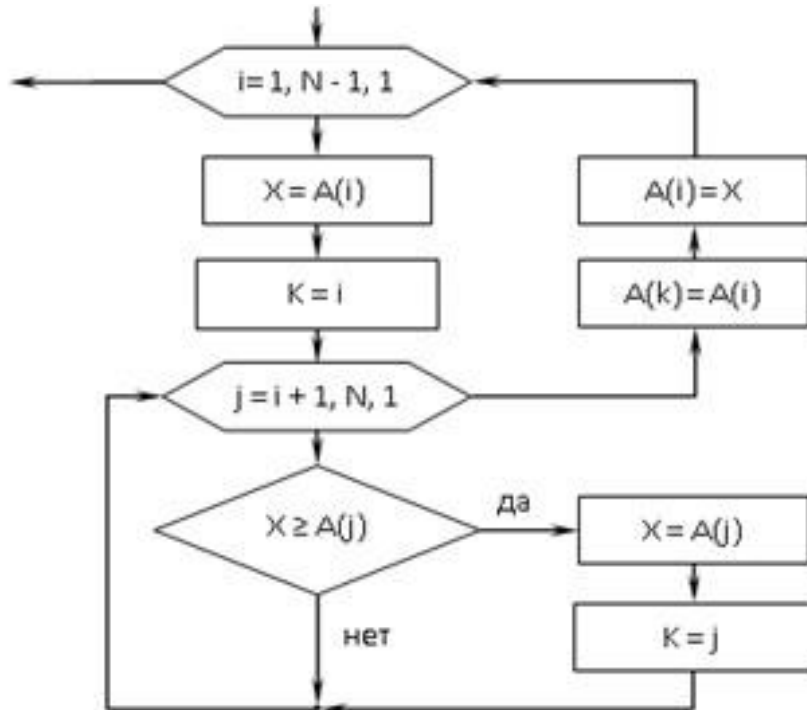 i= 1, N - 1, 1
X = A(i)
K = i
j = i + 1, N, 1
X ≥ A(j)
да
нет
X = A(j)
K = j
A(k)=A(i)
A(i)=X